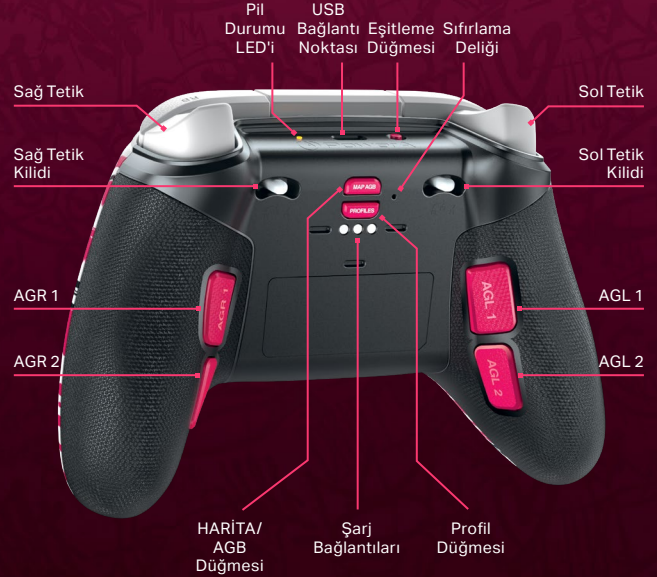 Pil
Durumu
LED'i
USB
Bağlantı
Noktası
Eşitleme
Düğmesi
Sıfırlama
Deliği
Sağ Tetik
Sol Tetik
Sağ Tetik
Kilidi
Sol Tetik
Kilidi
MAP AGB
PROFILES
AGR 1
AGR 1
AGL 1
AGL 1
AGR 2
AGL 2
AGL 2
HARİTA/
AGB
Düğmesi
Şarj
Bağlantıları
Profil
Düğmesi